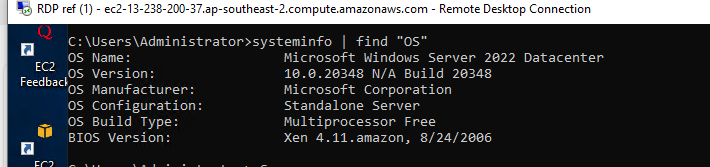 RDP ref (1) - ec2-13-238-200-37.ap-southeast-2.compute.amazonaws.com - Remote Desktop Connection
C:\Users\Administrator>systeminfo | find "OS"
OS Name: Microsoft Windows Server 2022 Datacenter
EC2
OS Version: 10.0.20348 N/A Build 20348
Feedback
OS Manufacturer: Microsoft Corporation
OS Configuration: Standalone Server
OS Build Type: Multiprocessor Free
BIOS Version: Xen 4.11.amazon, 8/24/2006
EC2